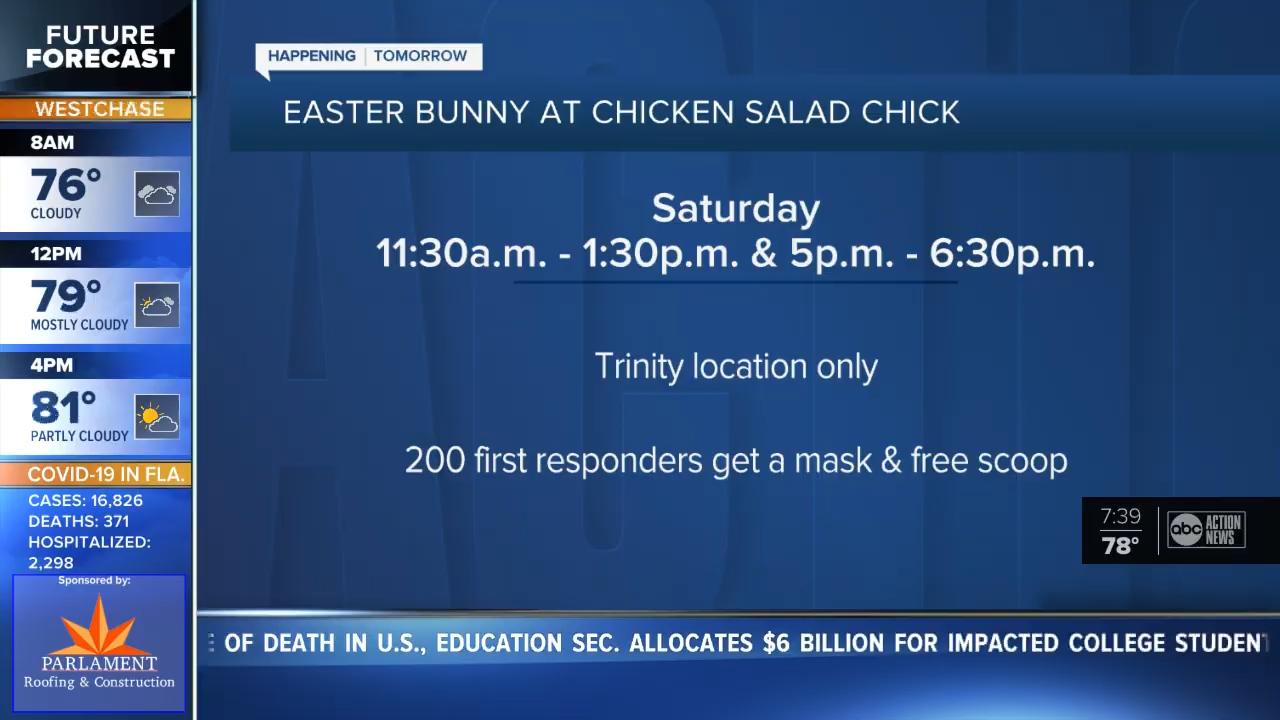 FUTURE
FORECAST
WESTCHASE
8AM
76°
CLOUDY
12PM
79°
MOSTLY CLOUDY
4PM
81°
PARTLY CLOUDY
COVID-19 IN FLA.
CASES: 16,826
DEATHS: 371
HOSPITALIZED:
2,298
Sponsored by:
PARLAMENT
Roofing & Construction
HAPPENING TOMORROW
EASTER BUNNY AT CHICKEN SALAD CHICK
Saturday
11:30a.m. - 1:30p.m. & 5p.m. - 6:30p.m.
Trinity location only
200 first responders get a mask & free scoop
7:39
78°
abc ACTION
NEWS
OF DEATH IN U.S., EDUCATION SEC. ALLOCATES $6 BILLION FOR IMPACTED COLLEGE STUDENT